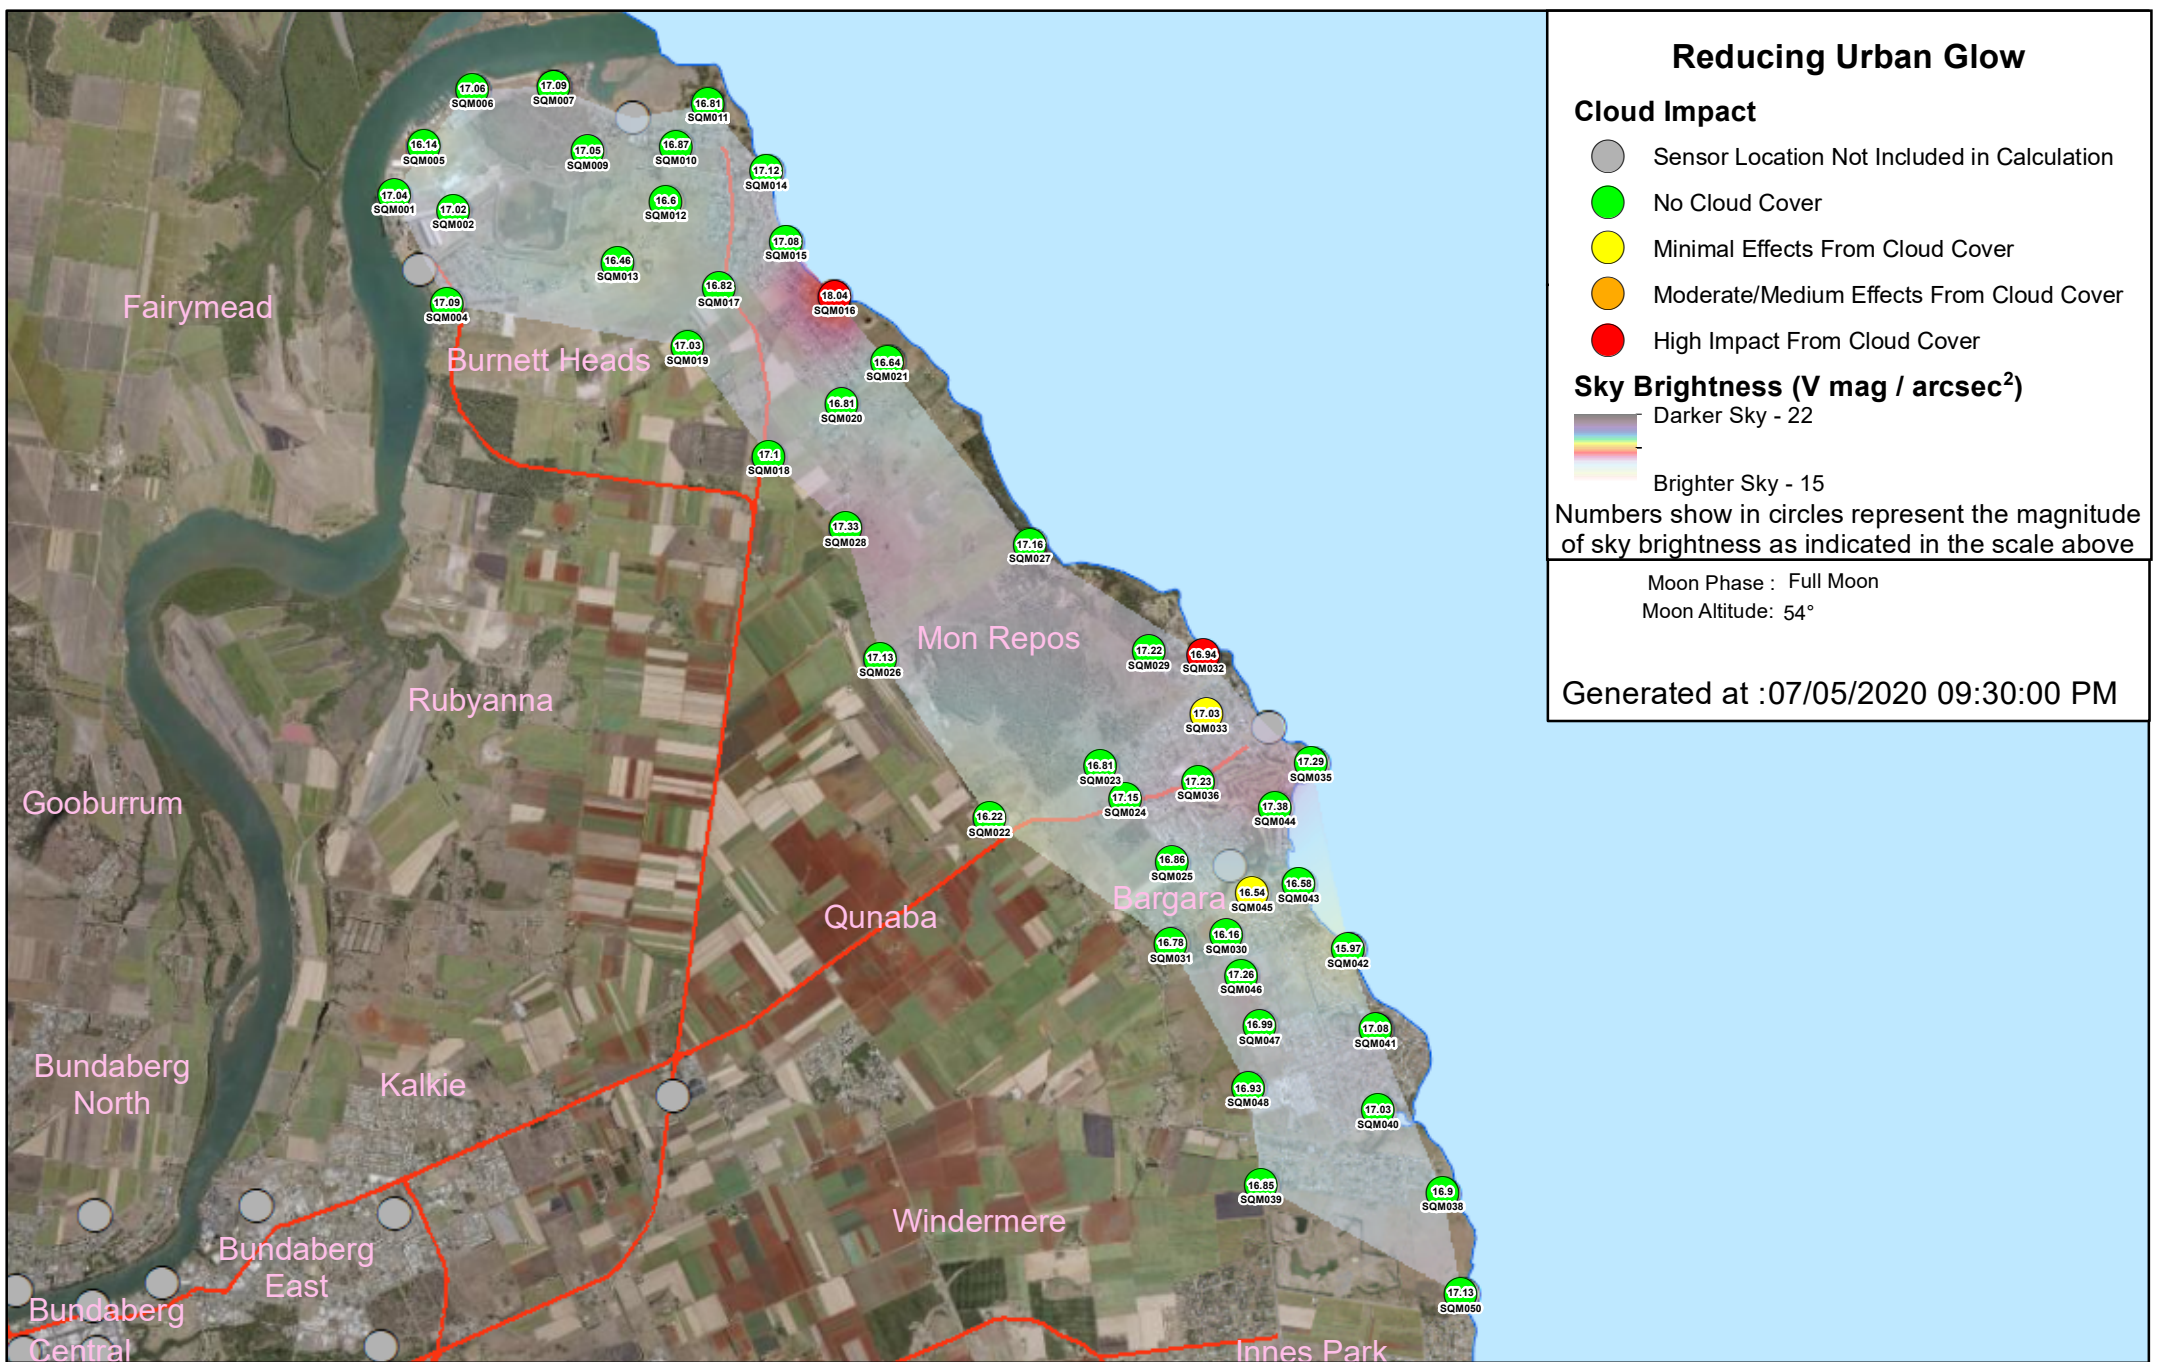 Reducing Urban Glow
Cloud Impact
Sensor Location Not Included in Calculation
No Cloud Cover
Minimal Effects From Cloud Cover
Moderate/Medium Effects From Cloud Cover
High Impact From Cloud Cover
Sky Brightness (V mag / arcsec²)
Darker Sky - 22
Brighter Sky - 15
Numbers show in circles represent the magnitude
of sky brightness as indicated in the scale above
Moon Phase : Full Moon
Moon Altitude: 54°
Generated at :07/05/2020 09:30:00 PM
17.06
SQM006
17.09
SQM007
16.81
SQM011
16.14
SQM005
17.05
SQM009
16.87
SQM010
17.12
SQM014
17.04
SQM001
17.02
SQM002
16.6
SQM012
17.08
SQM015
16.46
SQM013
16.82
SQM017
18.04
SQM016
17.09
SQM004
Fairymead
Burnett Heads
17.03
SQM019
16.64
SQM021
16.81
SQM020
17.1
SQM018
17.33
SQM028
17.16
SQM027
Mon Repos
17.13
SQM026
17.22
SQM029
16.94
SQM032
Rubyanna
17.03
SQM033
16.81
SQM023
17.15
SQM024
17.23
SQM036
17.29
SQM035
Gooburrum
16.22
SQM022
17.38
SQM044
16.86
SQM025
Bargara
16.54
SQM045
16.58
SQM043
Qunaba
16.78
SQM031
16.16
SQM030
15.97
SQM042
17.26
SQM046
16.99
SQM047
17.08
SQM041
Bundaberg
North
Kalkie
16.93
SQM048
17.03
SQM040
16.85
SQM039
16.9
SQM038
Windermere
Bundaberg
East
17.13
SQM050
Bundaberg
Central
Innes Park